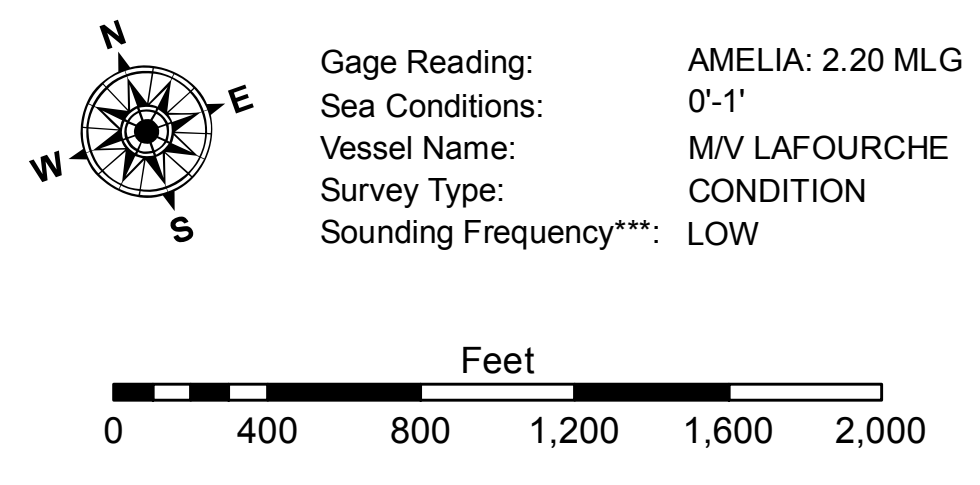 N
E
W
S
Gage Reading: AMELIA: 2.20 MLG
Sea Conditions: 0'-1'
Vessel Name: M/V LAFOURCHE
Survey Type: CONDITION
Sounding Frequency***: LOW
Feet
0 400 800 1,200 1,600 2,000